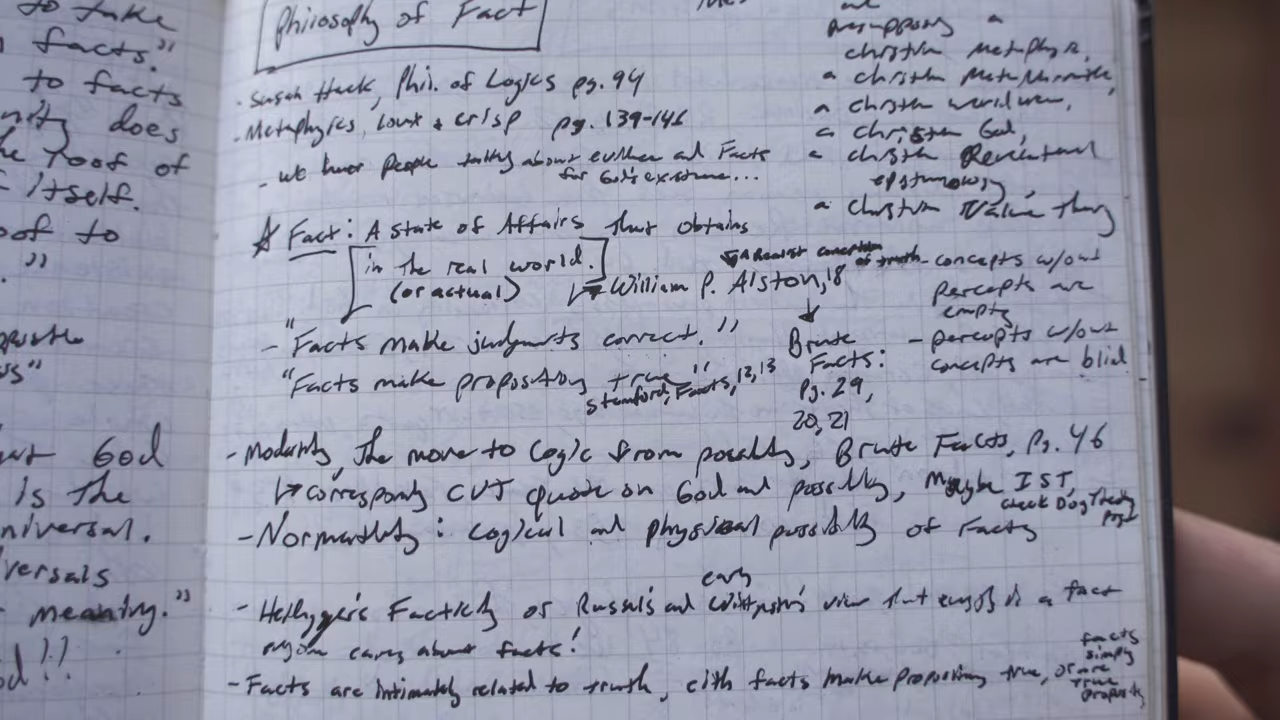 to take
facts."
to facts
does
roof of
itself.
of to
."
God
is the
niversal.
versals
meaning."
d!!
Philosophy of Fact
- Susan Haack, Phil. of Logics pg. 94
- Metaphysics, Loux & Crisp pg. 139-146
- we hear people talking about evidence and Facts
for God's existence...
Fact: A state of Affairs that obtains
in the real world.
(or actual)
A Realist conception
of truth
William P. Alston, 18
- "Facts make judgments correct."
"Facts make propositions true"
Stanford, Facts, 12, 13
Brute
Facts:
Pg. 29,
20, 21
presupposing a
christian Metaphysic,
a christian
a christian world view,
a christian God,
a christian Revelational
epistemology,
a christian Value Theory
- concepts w/out
percepts are
empty
- percepts w/out
concepts are blind
- Modality, The move to Logic from possibility, Brute Facts, Pg. 46
CVT quote on God and possibility, Maybe IST,
check
- Normativity: Logical and physical possibility of Facts
- Heidegger's Facticity or Russell's and early Wittgenstein's view that is a fact
cares about facts!
- Facts are intimately related to truth, either facts make propositions true, or
facts
simply
are
true
propositions